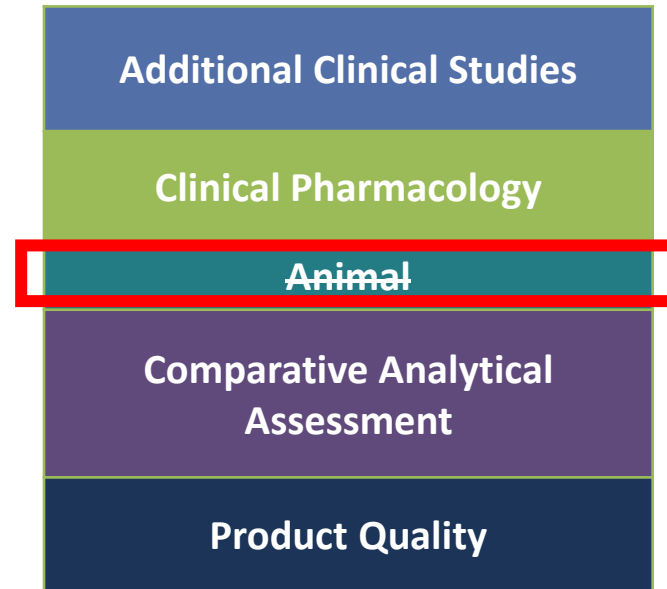 Additional Clinical Studies
Clinical Pharmacology
Animal
Comparative Analytical
Assessment
Product Quality